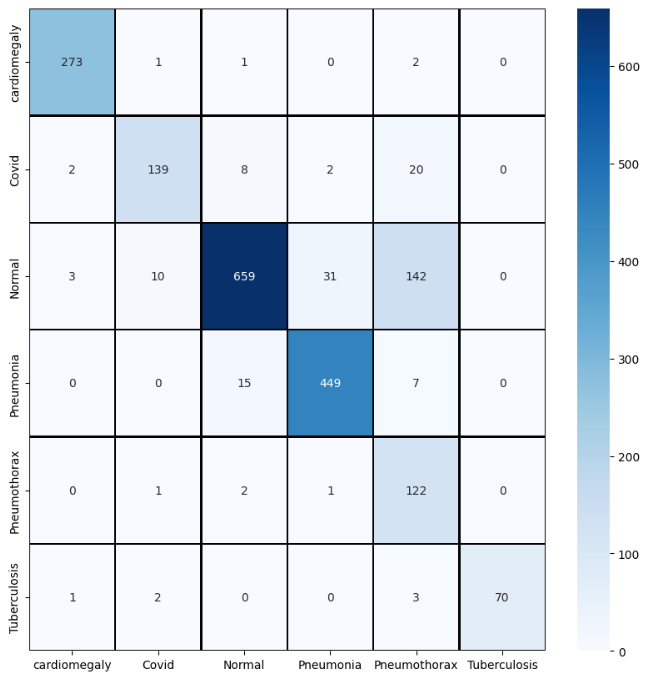 cardiomegaly 273 1 1 0 2 0
Covid 2 139 8 2 20 0
Normal 3 10 659 31 142 0
Pneumonia 0 0 15 449 7 0
Pneumothorax 0 1 2 1 122 0
Tuberculosis 1 2 0 0 3 70
cardiomegaly Covid Normal Pneumonia Pneumothorax Tuberculosis
600
500
400
300
200
100
0